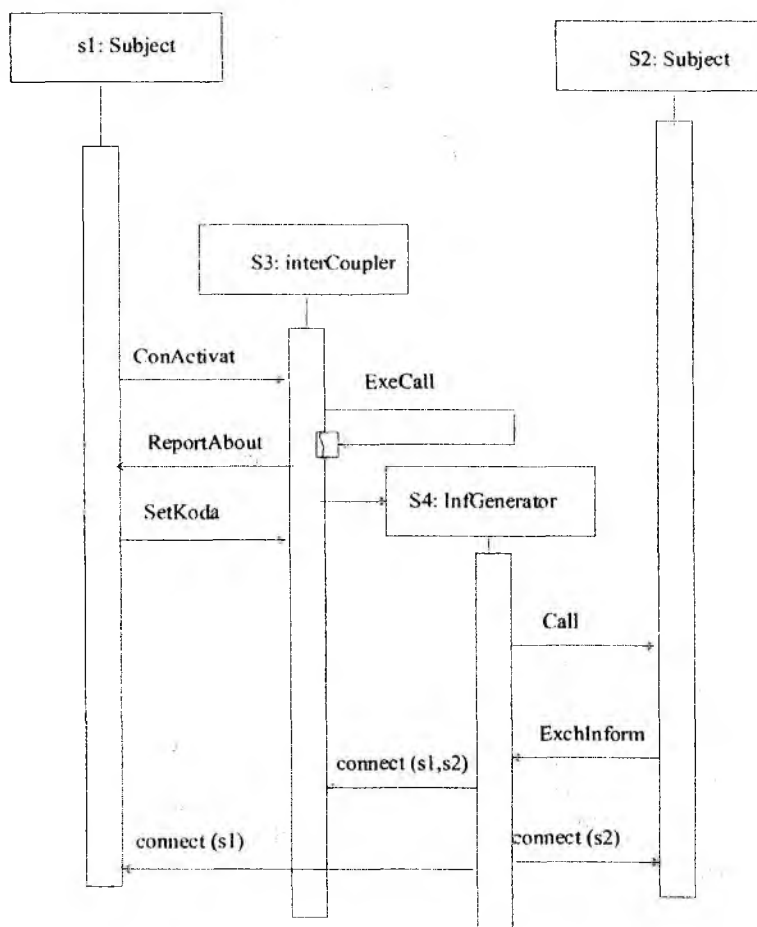 s1: Subject
S2: Subject
S3: interCoupler
ConActivat
ExeCall
ReportAbout
S4: InfGenerator
SetKoda
Call
ExchInform
connect (s1,s2)
connect (s1)
connect (s2)